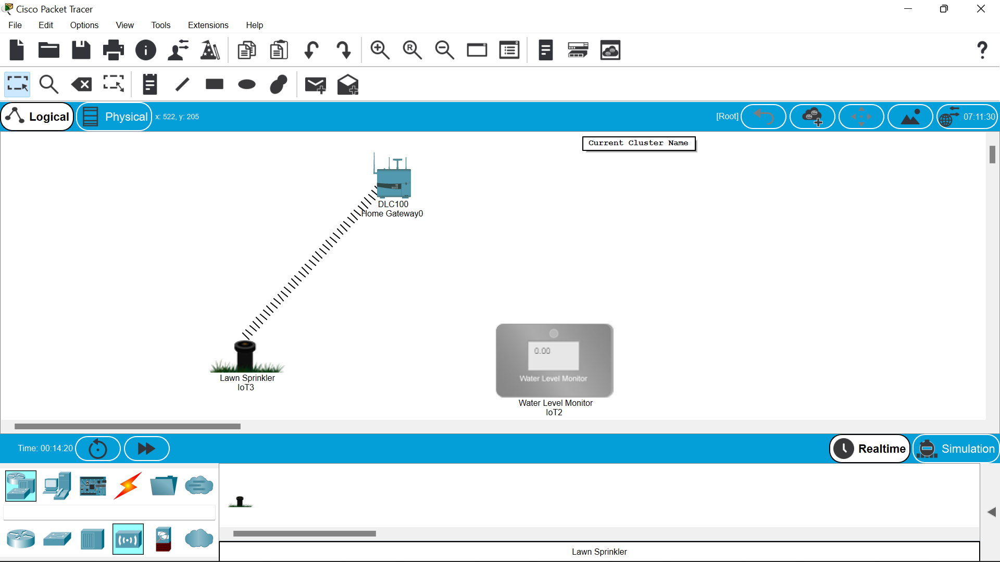 Cisco Packet Tracer
File Edit Options View Tools Extensions Help
Logical Physical x: 522, y: 205 [Root] 07:11:30
Current Cluster Name
DLC100
Home Gateway0
Lawn Sprinkler
IoT3
0.00
Water Level Monitor
Water Level Monitor
IoT2
Time: 00:14:20 Realtime Simulation
Lawn Sprinkler